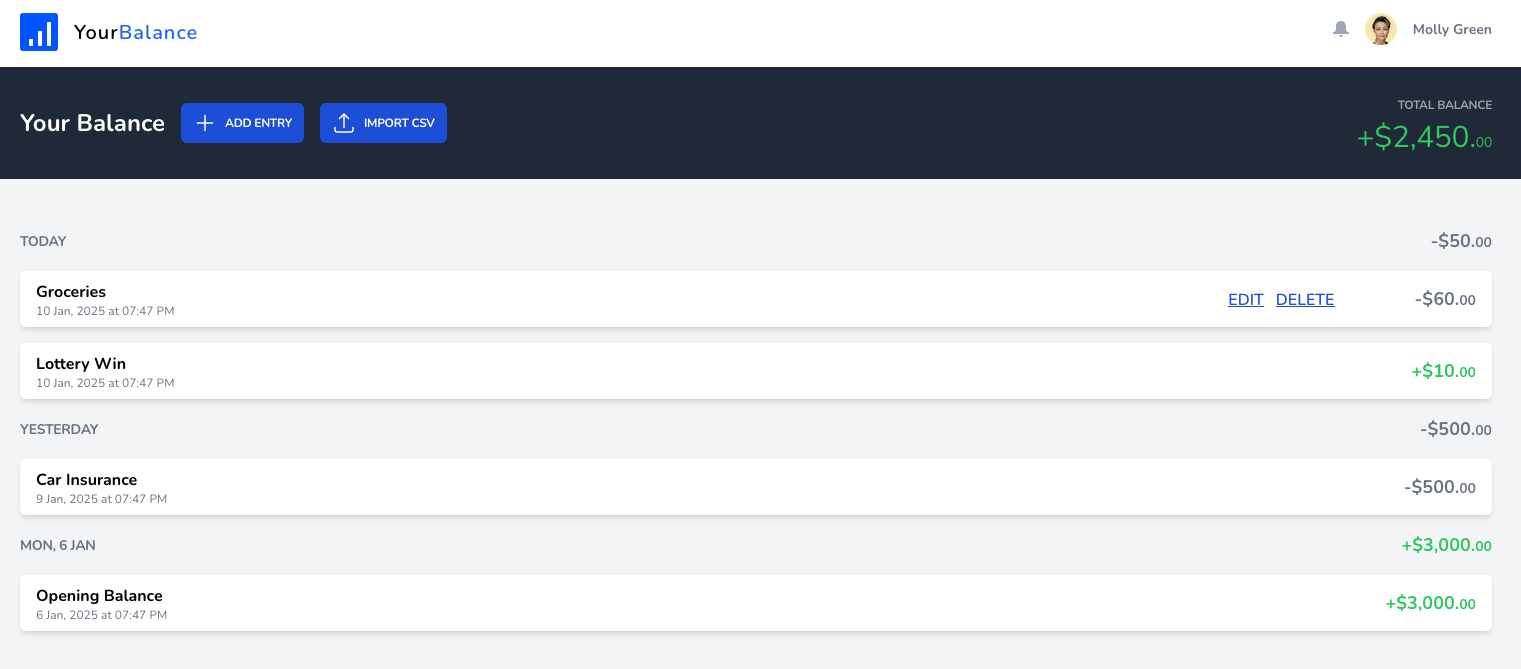 YourBalance
Molly Green
Your Balance
ADD ENTRY
IMPORT CSV
TOTAL BALANCE
+$2,450.00
TODAY
-$50.00
Groceries
10 Jan, 2025 at 07:47 PM
EDIT DELETE
-$60.00
Lottery Win
10 Jan, 2025 at 07:47 PM
+$10.00
YESTERDAY
-$500.00
Car Insurance
9 Jan, 2025 at 07:47 PM
-$500.00
MON, 6 JAN
+$3,000.00
Opening Balance
6 Jan, 2025 at 07:47 PM
+$3,000.00